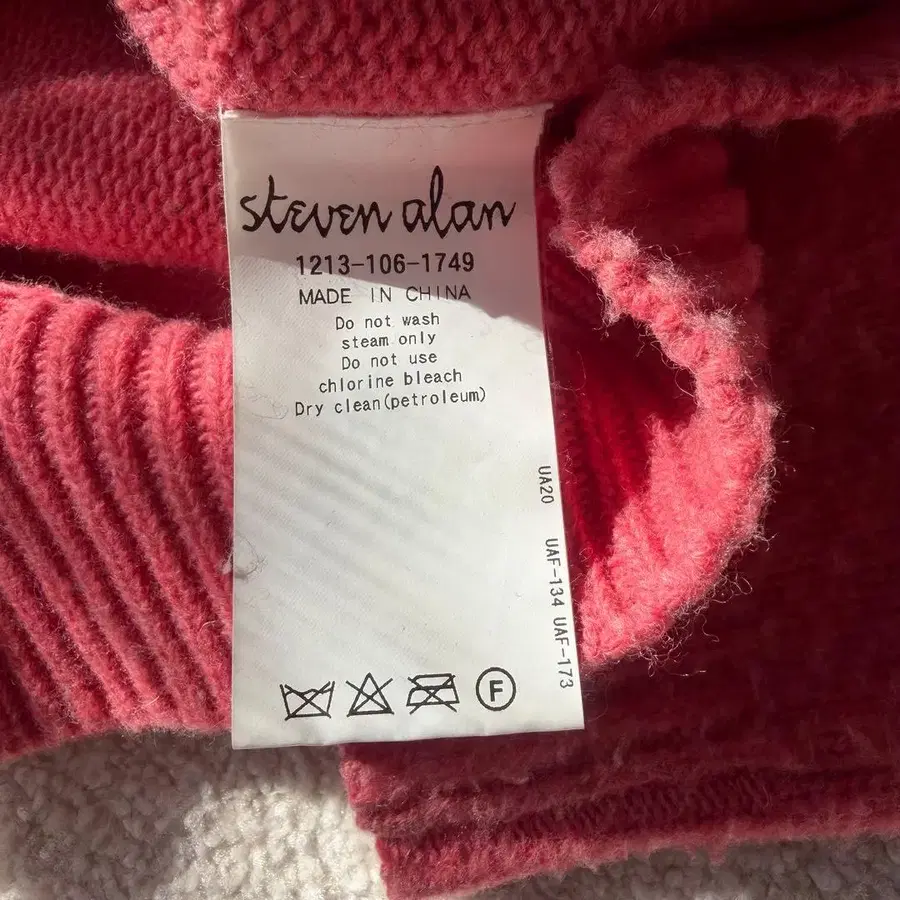 steven alan
1213-106-1749
MADE IN CHINA
Do not wash
steam only
Do not use
chlorine bleach
Dry clean(petroleum)
UA20 UAF-134 UAF-173
F